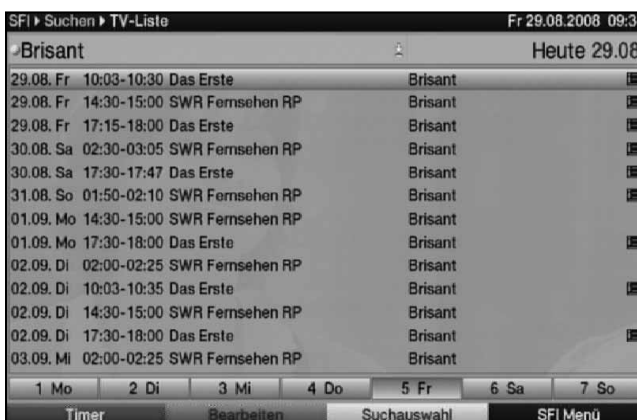 SFI Suchen TV-Liste Fr 29.08.2008 09:3
Brisant Heute 29.08
29.08. Fr 10:03-10:30 Das Erste Brisant
29.08. Fr 14:30-15:00 SWR Fernsehen RP Brisant
29.08. Fr 17:15-18:00 Das Erste Brisant
30.08. Sa 02:30-03:05 SWR Fernsehen RP Brisant
30.08. Sa 17:30-17:47 Das Erste Brisant
31.08. So 01:50-02:10 SWR Fernsehen RP Brisant
01.09. Mo 14:30-15:00 SWR Fernsehen RP Brisant
01.09. Mo 17:30-18:00 Das Erste Brisant
02.09. Di 02:00-02:25 SWR Fernsehen RP Brisant
02.09. Di 10:03-10:35 Das Erste Brisant
02.09. Di 14:30-15:00 SWR Fernsehen RP Brisant
02.09. Di 17:30-18:00 Das Erste Brisant
03.09. Mi 02:00-02:25 SWR Fernsehen RP Brisant
1 Mo 2 Di 3 Mi 4 Do 5 Fr 6 Sa 7 So
Timer Bearbeiten Suchauswahl SFI Menü